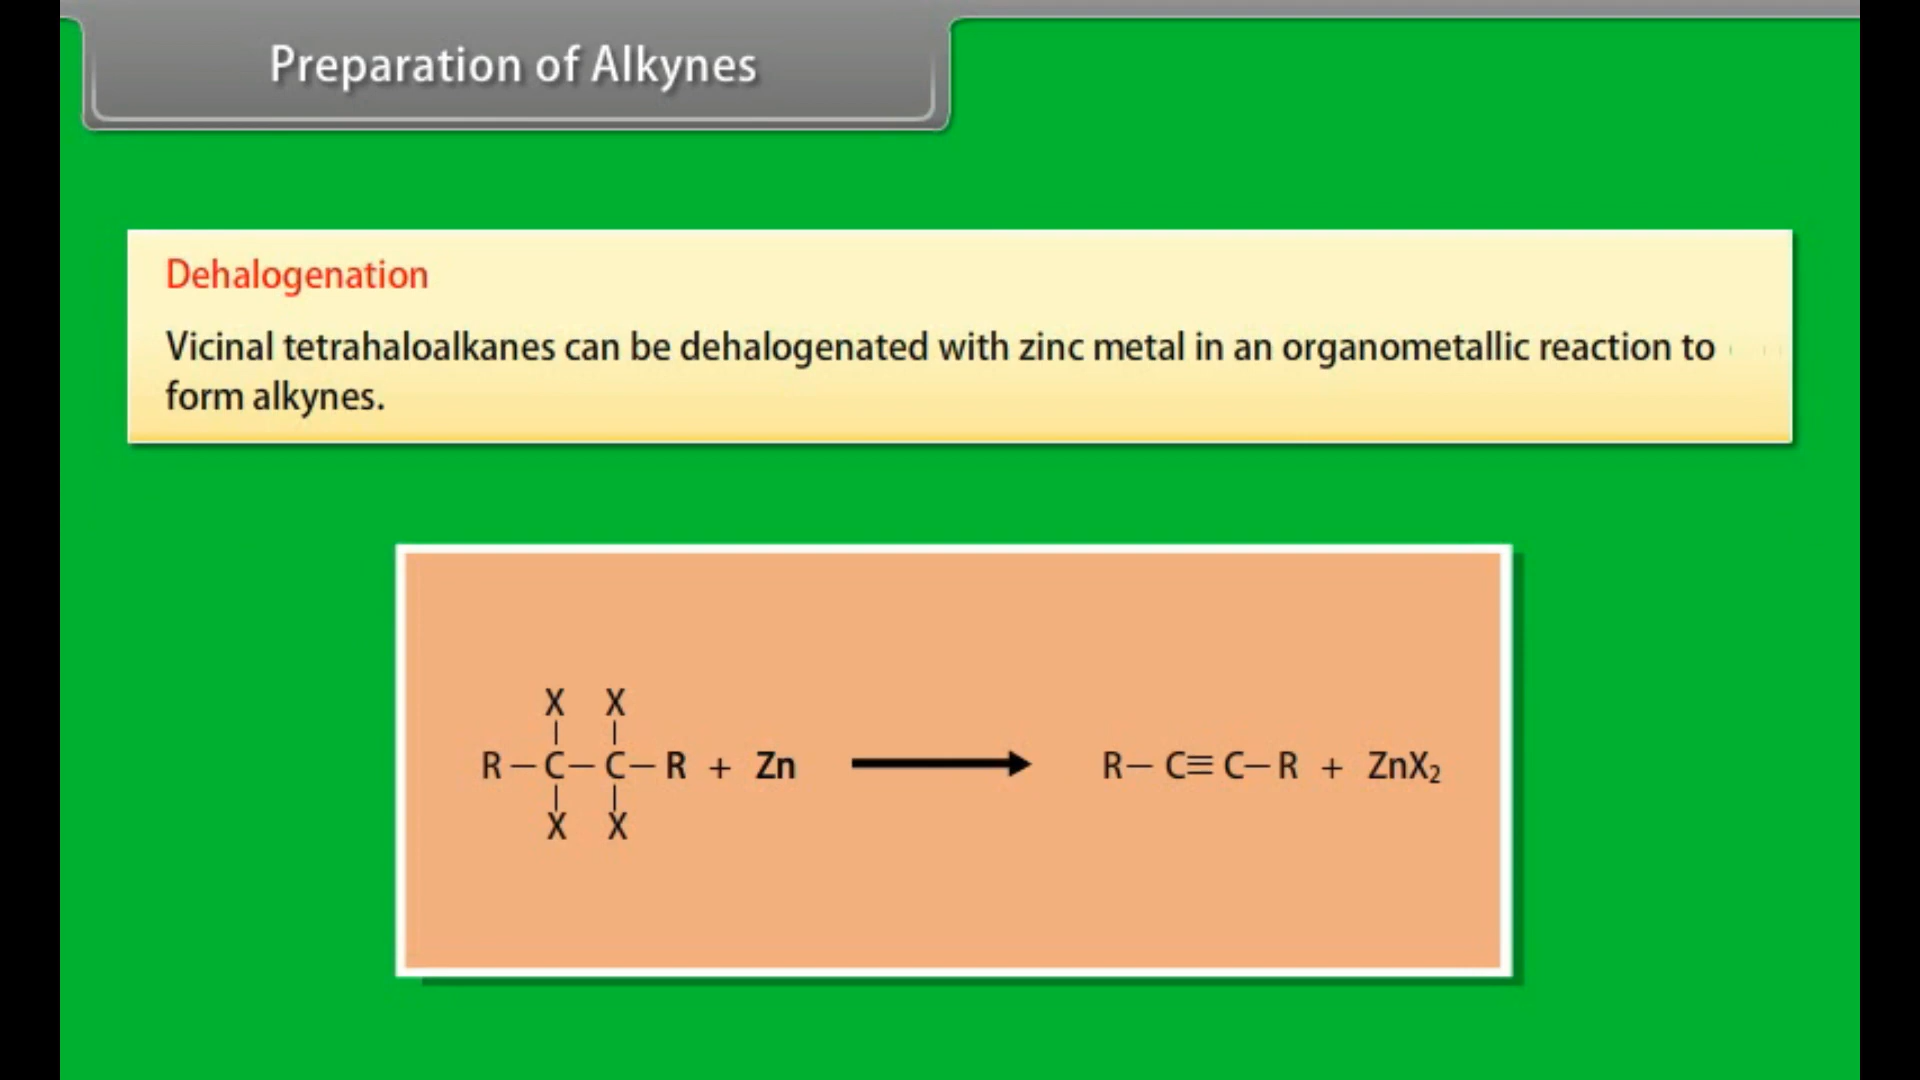 Preparation of Alkynes
Dehalogenation
Vicinal tetrahaloalkanes can be dehalogenated with zinc metal in an organometallic reaction to
form alkynes.
X X
R — C — C — R + Zn ⟶ R — C ≡ C — R + ZnX₂
X X